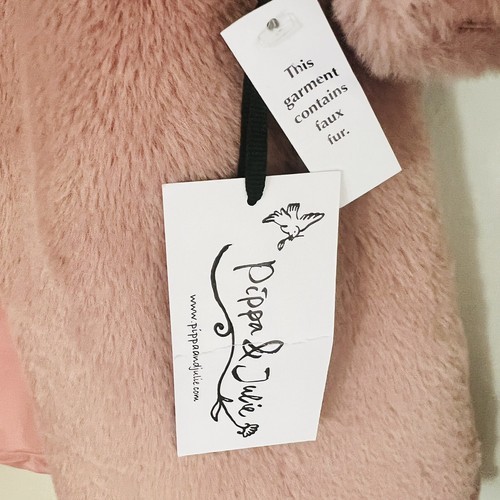 This
garment
contains
faux
fur.
Pippa & Julie
www.pippaandjulie.com